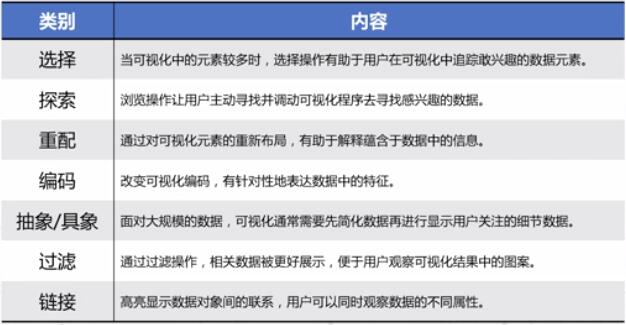 类别 内容
选择 当可视化中的元素较多时，选择操作有助于用户在可视化中追踪敢兴趣的数据元素。
探索 浏览操作让用户主动寻找并调动可视化程序去寻找感兴趣的数据。
重配 通过对可视化元素的重新布局，有助于解释蕴含于数据中的信息。
编码 改变可视化编码，有针对性地表达数据中的特征。
抽象/具象 面对大规模的数据，可视化通常需要先简化数据再进行显示用户关注的细节数据。
过滤 通过过滤操作，相关数据被更好展示，便于用户观察可视化结果中的图案。
链接 高亮显示数据对象间的联系，用户可以同时观察数据的不同属性。